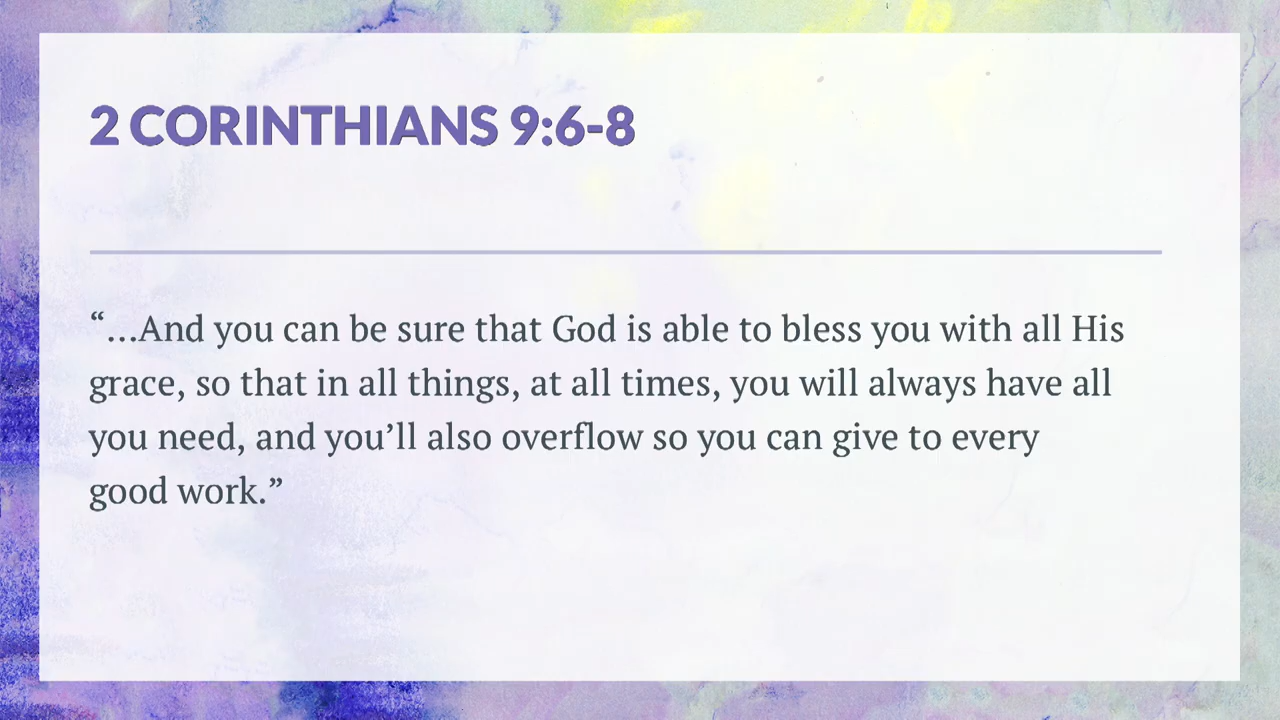 2 CORINTHIANS 9:6-8
“...And you can be sure that God is able to bless you with all His
grace, so that in all things, at all times, you will always have all
you need, and you’ll also overflow so you can give to every
good work.”